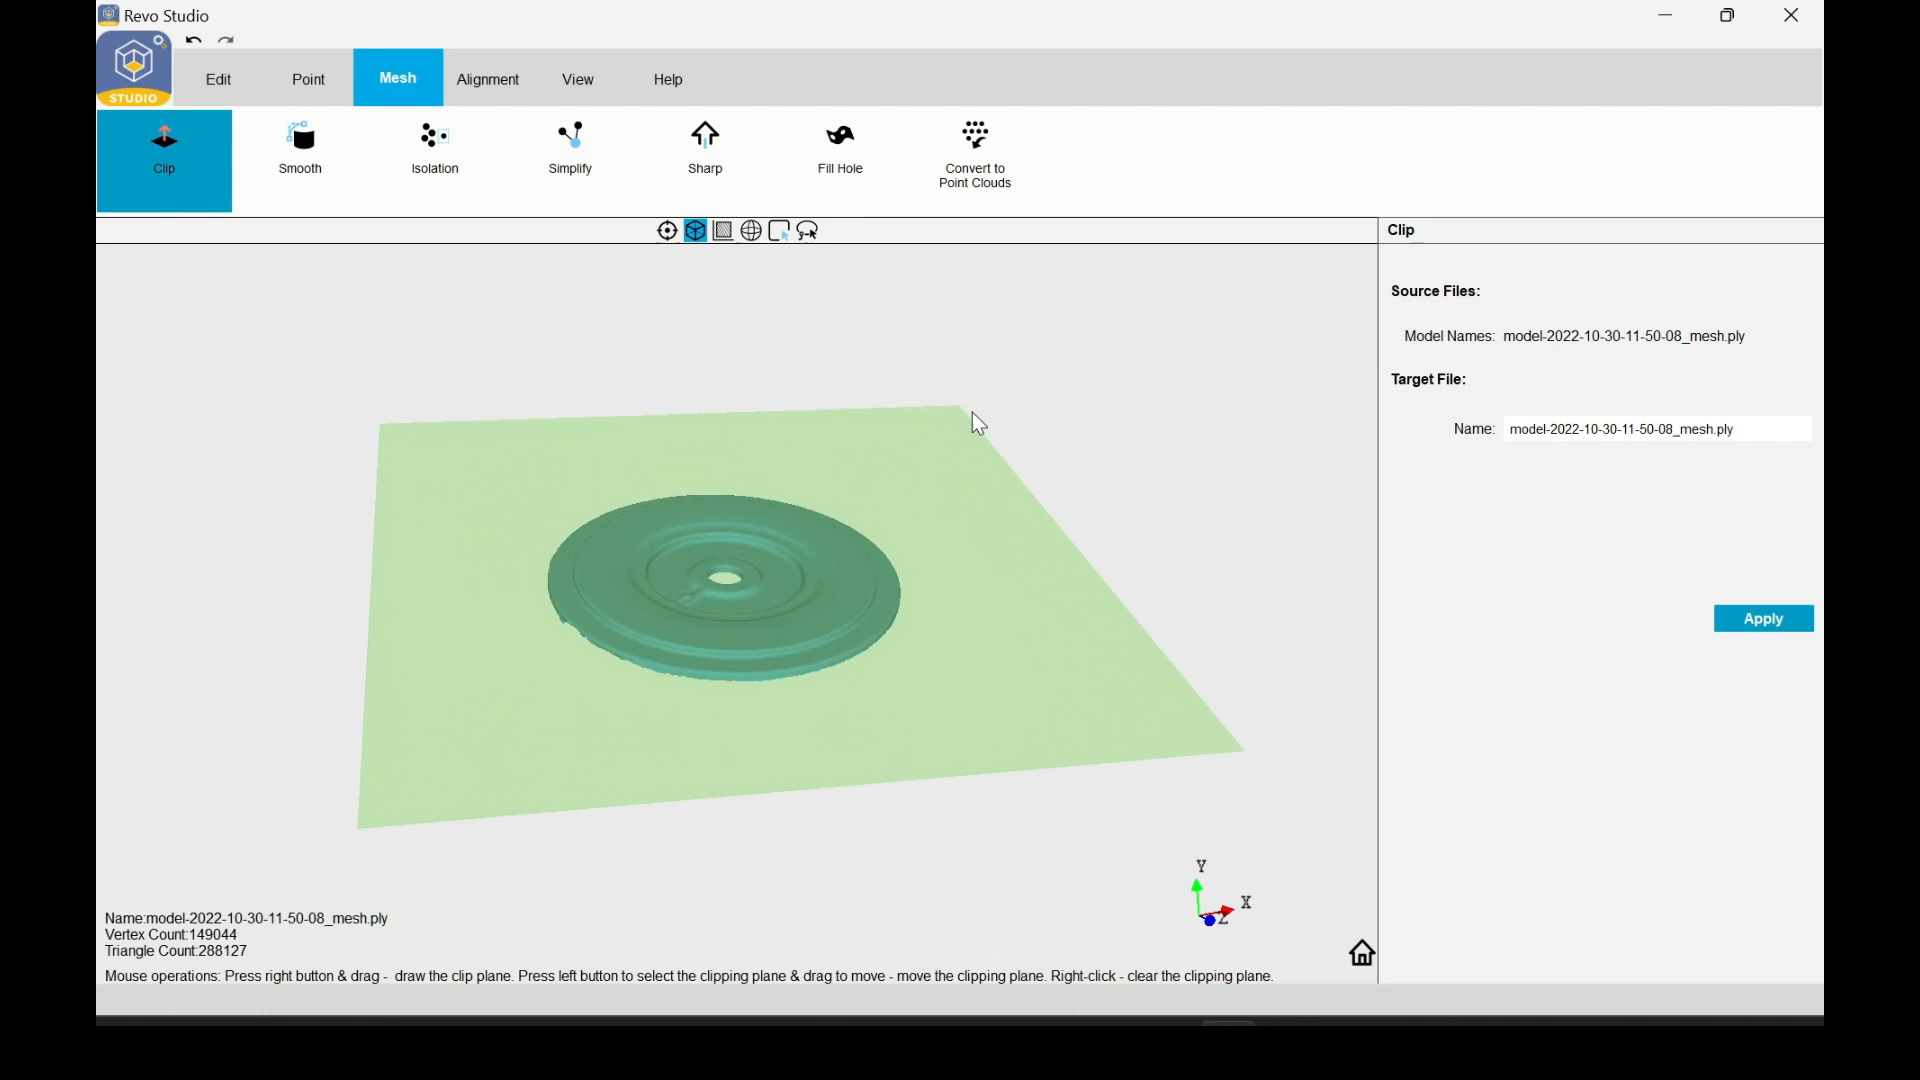 Revo Studio
STUDIO
Edit Point Mesh Alignment View Help
Clip Smooth Isolation Simplify Sharp Fill Hole Convert to
Point Clouds
Clip
Source Files:
Model Names: model-2022-10-30-11-50-08_mesh.ply
Target File:
Name: model-2022-10-30-11-50-08_mesh.ply
Apply
Y
X
Z
Name:model-2022-10-30-11-50-08_mesh.ply
Vertex Count:149044
Triangle Count:288127
Mouse operations: Press right button & drag - draw the clip plane. Press left button to select the clipping plane & drag to move - move the clipping plane. Right-click - clear the clipping plane.